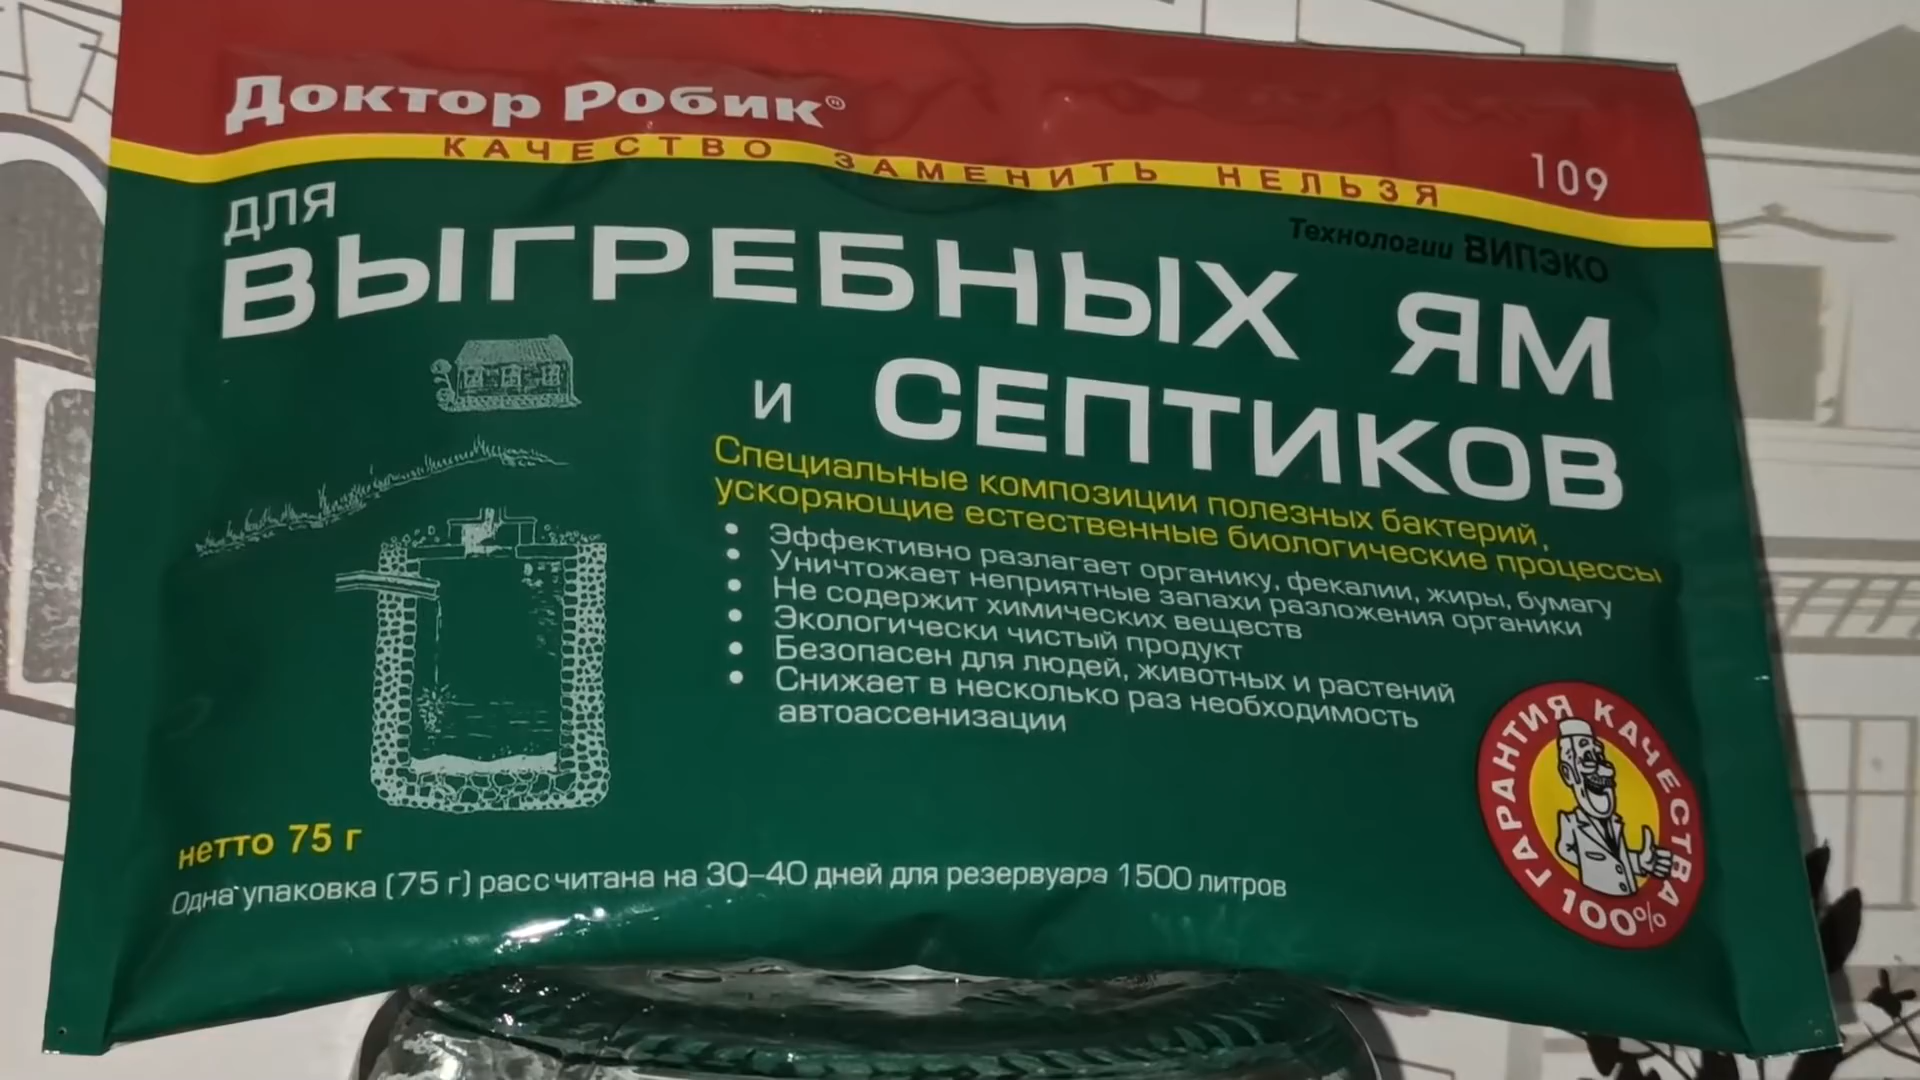 Доктор Робик®
КАЧЕСТВО ЗАМЕНИТЬ НЕЛЬЗЯ
109
Технологии ВИПЭКО
для
ВЫГРЕБНЫХ ЯМ
и СЕПТИКОВ
Специальные композиции полезных бактерий,
ускоряющие естественные биологические процессы
• Эффективно разлагает органику, фекалии, жиры, бумагу
• Уничтожает неприятные запахи разложения органики
• Не содержит химических веществ
• Экологически чистый продукт
• Безопасен для людей, животных и растений
• Снижает в несколько раз необходимость
автоассенизации
нетто 75 г
Одна упаковка (75 г) рассчитана на 30–40 дней для резервуара 1500 литров
ГАРАНТИЯ КАЧЕСТВА
100%